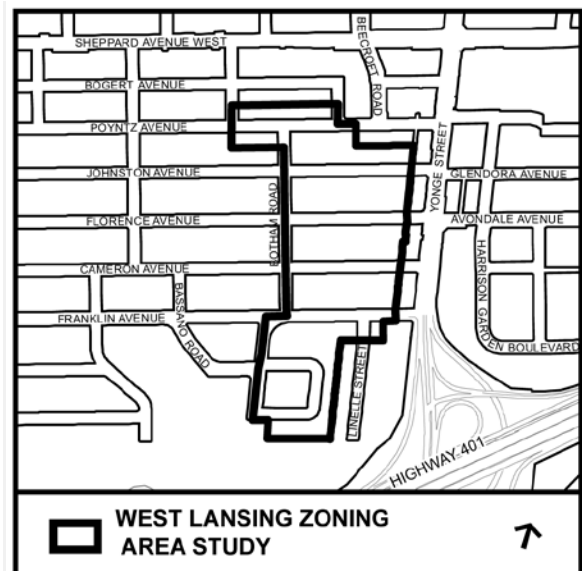 SHEPPARD AVENUE WEST
BEECROFT ROAD
BOGERT AVENUE
POYNTZ AVENUE
YONGE STREET
JOHNSTON AVENUE
GLENDORA AVENUE
BOTHAM ROAD
FLORENCE AVENUE
AVONDALE AVENUE
CAMERON AVENUE
HARRISON GARDEN BOULEVARD
BASSANO ROAD
FRANKLIN AVENUE
LINELLE STREET
HIGHWAY 401
WEST LANSING ZONING
AREA STUDY